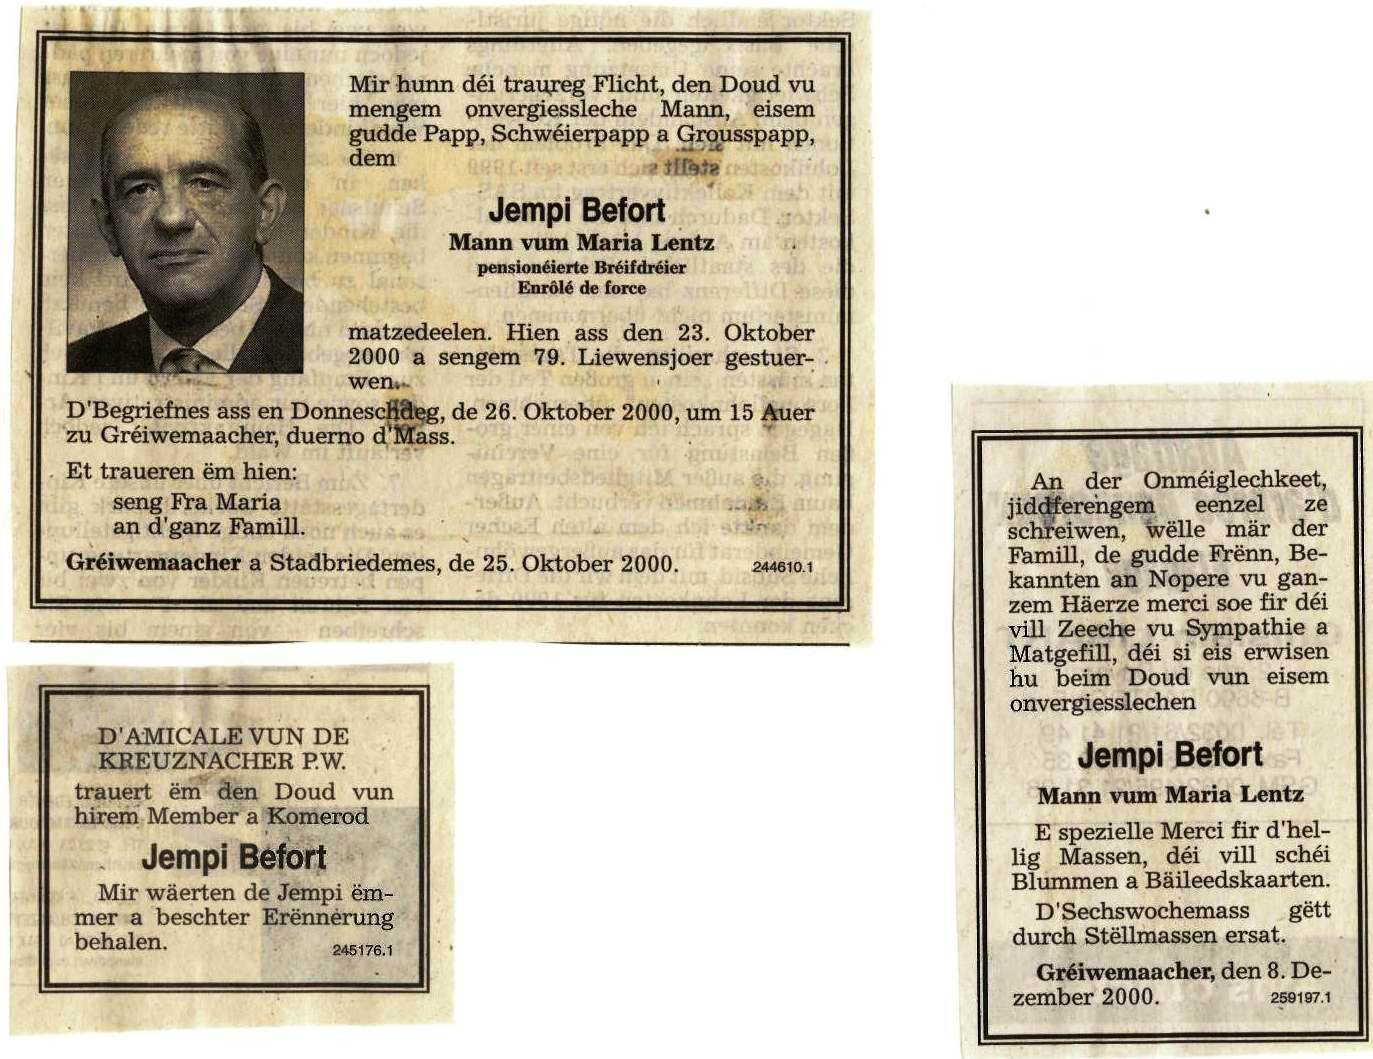 Mir hunn déi traureg Flicht, den Doud vu
mengem onvergiessleche Mann, eisem
gudde Papp, Schwéierpapp a Grousspapp,
dem
Jempi Befort
Mann vum Maria Lentz
pensionéierte Bréifdréier
Enrôlé de force
matzedeelen. Hien ass den 23. Oktober
2000 a sengem 79. Liewensjoer gestuer-
wen.
D'Begriefnes ass en Donneschdeg, de 26. Oktober 2000, um 15 Auer
zu Gréiwemaacher, duerno d'Mass.
Et traueren ëm hien:
seng Fra Maria
an d'ganz Famill.
Gréiwemaacher a Stadbriedemes, de 25. Oktober 2000. 244610.1
D'AMICALE VUN DE
KREUZNACHER P.W.
trauert ëm den Doud vun
hirem Member a Komerod
Jempi Befort
Mir wäerten de Jempi ëm-
mer a beschter Erënnerung
behalen. 245176.1
An der Onméiglechkeet,
jiddferengem eenzel ze
schreiwen, wëlle mär der
Famill, de gudde Frënn, Be-
kannten an Nopere vu gan-
zem Häerze merci soe fir déi
vill Zeeche vu Sympathie a
Matgefill, déi si eis erwisen
hu beim Doud vun eisem
onvergiesslechen
Jempi Befort
Mann vum Maria Lentz
E spezielle Merci fir d'hel-
lig Massen, déi vill schéi
Blummen a Bäileedskaarten.
D'Sechswochemass gëtt
durch Stëllmassen ersat.
Gréiwemaacher, den 8. De-
zember 2000. 259197.1